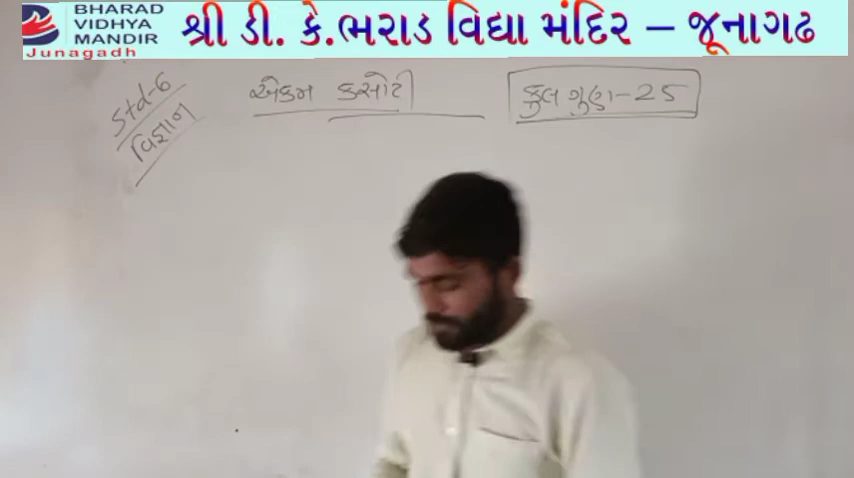 BHARAD
VIDHYA
MANDIR
Junagadh
શ્રી ડી. કે.ભરાડ વિદ્યા મંદિર – જૂનાગઢ
Std-6
વિજ્ઞાન
એકમ કસોટી
કુલ ગુણ-25